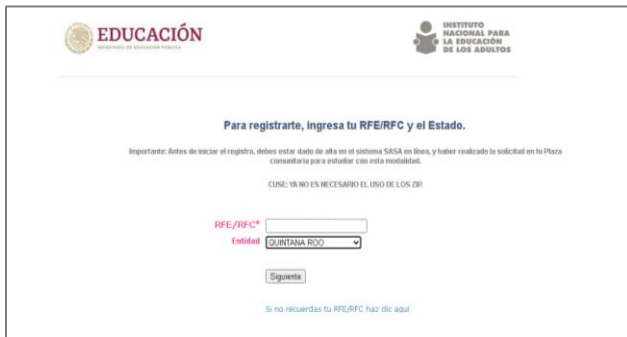 EDUCACIÓN
SECRETARÍA DE EDUCACIÓN PÚBLICA
INSTITUTO
NACIONAL PARA
LA EDUCACIÓN
DE LOS ADULTOS
Para registrarte, ingresa tu RFE/RFC y el Estado.
Importante: Antes de iniciar el registro, debes estar dado de alta en el sistema SASA en línea, y haber realizado la solicitud en tu Plaza
comunitaria para estudiar con esta modalidad.
CUSE: YA NO ES NECESARIO EL USO DE LOS ZIP!
RFE/RFC*
Entidad QUINTANA ROO
Siguiente
Si no recuerdas tu RFE/RFC haz clic aquí